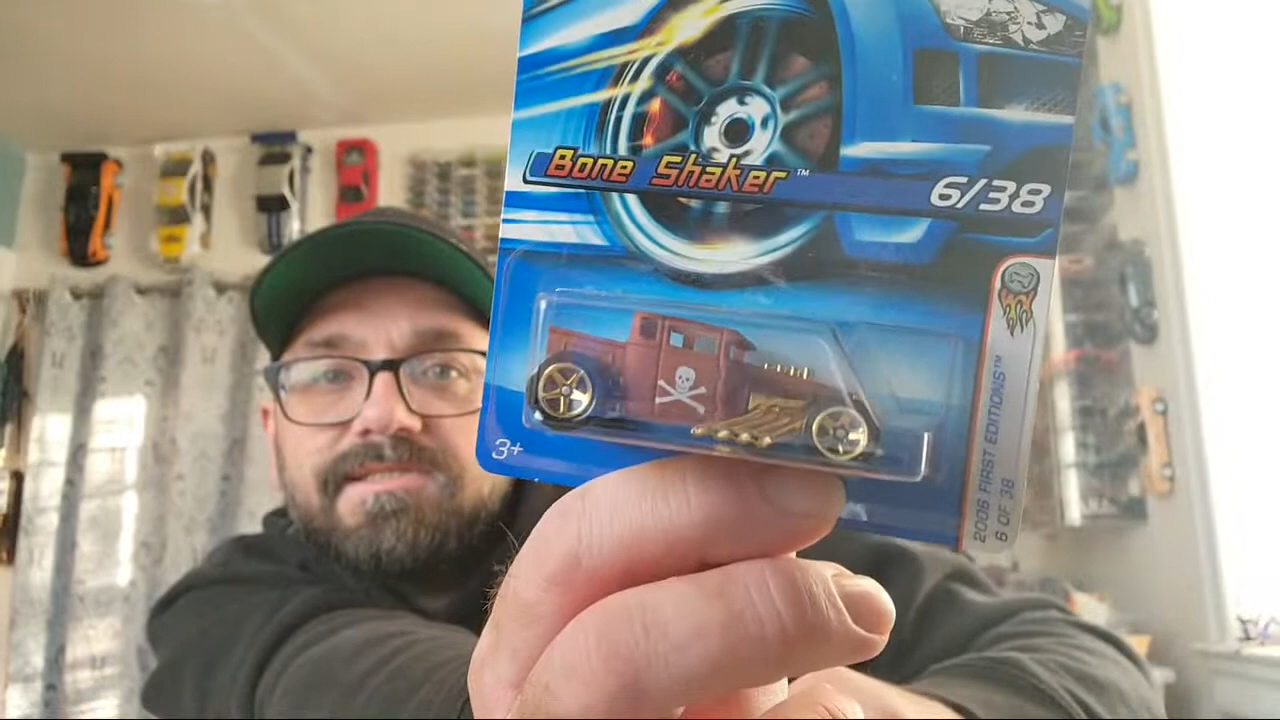 Bone Shaker™
6/38
3+
2006 FIRST EDITIONS™
6 OF 38